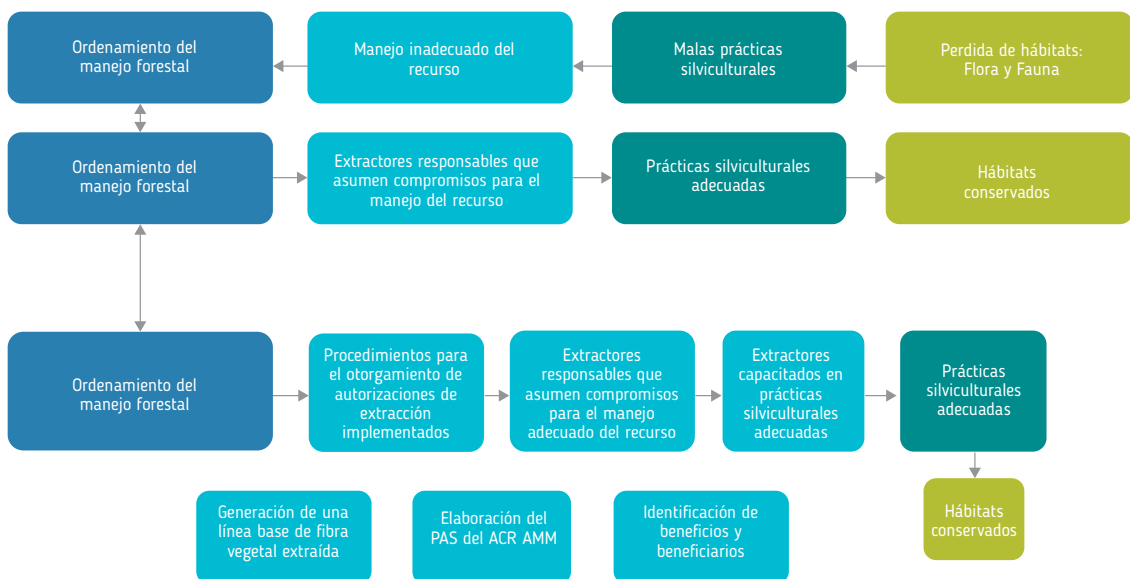 Ordenamiento del
manejo forestal
Manejo inadecuado del
recurso
Malas prácticas
silviculturales
Perdida de hábitats:
Flora y Fauna
Ordenamiento del
manejo forestal
Extractores responsables que
asumen compromisos para el
manejo del recurso
Prácticas silviculturales
adecuadas
Hábitats
conservados
Ordenamiento del
manejo forestal
Procedimientos para
el otorgamiento de
autorizaciones de
extracción
implementados
Extractores
responsables que
asumen compromisos
para el manejo
adecuado del recurso
Extractores
capacitados en
prácticas
silviculturales
adecuadas
Prácticas
silviculturales
adecuadas
Generación de una
línea base de fibra
vegetal extraída
Elaboración del
PAS del ACR AMM
Identificación de
beneficios y
beneficiarios
Hábitats
conservados